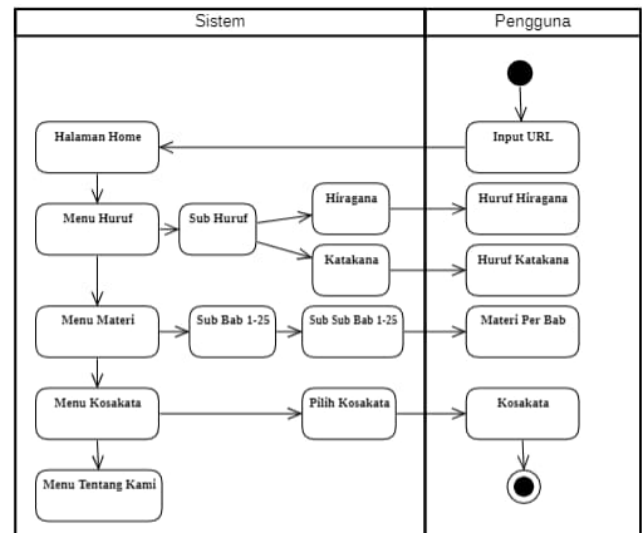 Sistem
Pengguna
Halaman Home
Input URL
Menu Huruf
Sub Huruf
Hiragana
Huruf Hiragana
Katakana
Huruf Katakana
Menu Materi
Sub Bab 1-25
Sub Sub Bab 1-25
Materi Per Bab
Menu Kosakata
Pilih Kosakata
Kosakata
Menu Tentang Kami